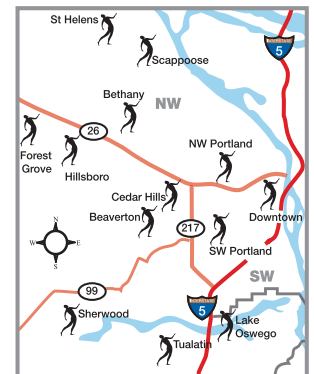 St Helens
Scappoose
5
Bethany
NW
26
NW Portland
Forest
Grove
Hillsboro
Cedar Hills
Beaverton
Downtown
217
SW Portland
N
W
E
S
SW
99
5
Sherwood
Lake
Oswego
Tualatin